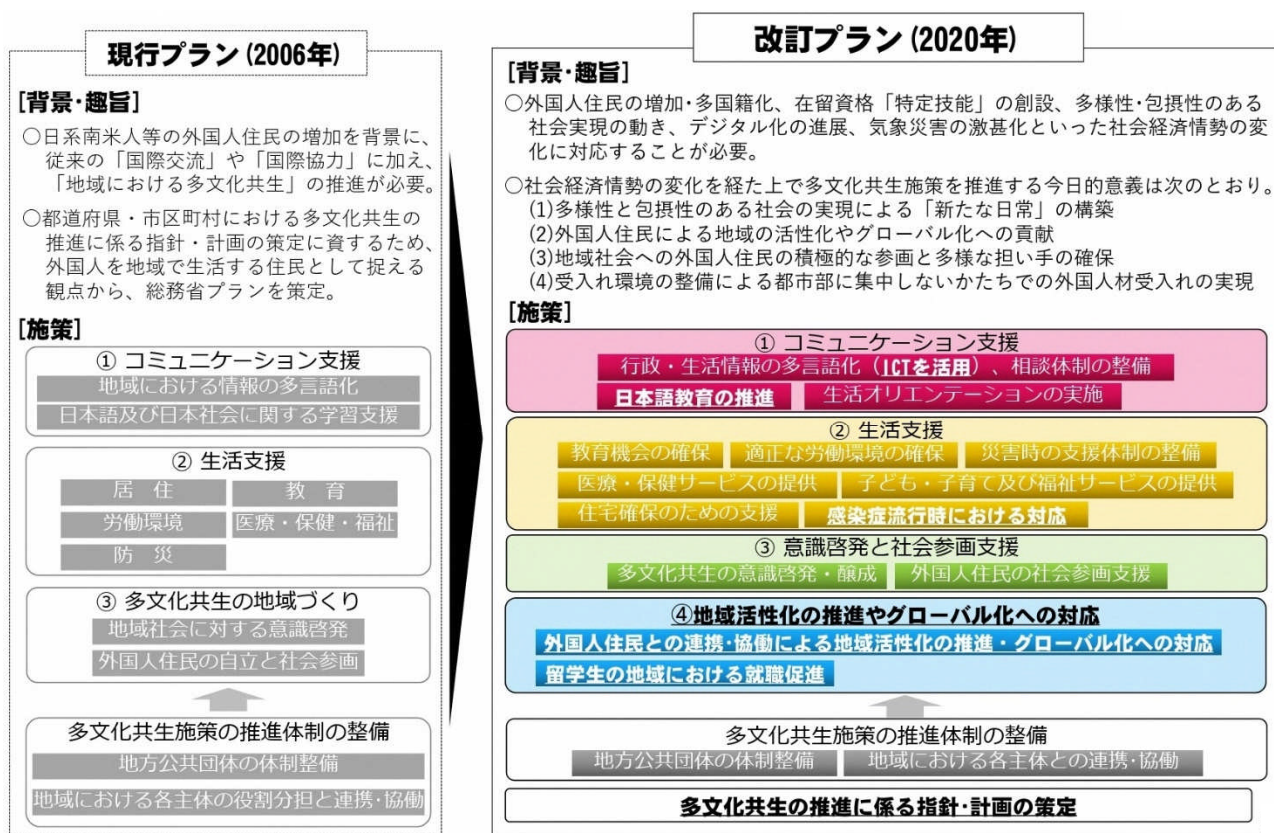 現行プラン(2006年)
[背景・趣旨]
○日系南米人等の外国人住民の増加を背景に、
従来の「国際交流」や「国際協力」に加え、
「地域における多文化共生」の推進が必要。
○都道府県・市区町村における多文化共生の
推進に係る指針・計画の策定に資するため、
外国人を地域で生活する住民として捉える
観点から、総務省プランを策定。
[施策]
① コミュニケーション支援
地域における情報の多言語化
日本語及び日本社会に関する学習支援
② 生活支援
居 住
教 育
労働環境
医療・保健・福祉
防 災
③ 多文化共生の地域づくり
地域社会に対する意識啓発
外国人住民の自立と社会参画
多文化共生施策の推進体制の整備
地方公共団体の体制整備
地域における各主体の役割分担と連携・協働
改訂プラン(2020年)
[背景・趣旨]
○外国人住民の増加・多国籍化、在留資格「特定技能」の創設、多様性・包摂性のある
社会実現の動き、デジタル化の進展、気象災害の激甚化といった社会経済情勢の変
化に対応することが必要。
○社会経済情勢の変化を経た上で多文化共生施策を推進する今日的意義は次のとおり。
(1)多様性と包摂性のある社会の実現による「新たな日常」の構築
(2)外国人住民による地域の活性化やグローバル化への貢献
(3)地域社会への外国人住民の積極的な参画と多様な担い手の確保
(4)受入れ環境の整備による都市部に集中しないかたちでの外国人材受入れの実現
[施策]
① コミュニケーション支援
行政・生活情報の多言語化(ICTを活用)、相談体制の整備
日本語教育の推進
生活オリエンテーションの実施
② 生活支援
教育機会の確保
適正な労働環境の確保
災害時の支援体制の整備
医療・保健サービスの提供
子ども・子育て及び福祉サービスの提供
住宅確保のための支援
感染症流行時における対応
③ 意識啓発と社会参画支援
多文化共生の意識啓発・醸成
外国人住民の社会参画支援
④地域活性化の推進やグローバル化への対応
外国人住民との連携・協働による地域活性化の推進・グローバル化への対応
留学生の地域における就職促進
多文化共生施策の推進体制の整備
地方公共団体の体制整備
地域における各主体との連携・協働
多文化共生の推進に係る指針・計画の策定